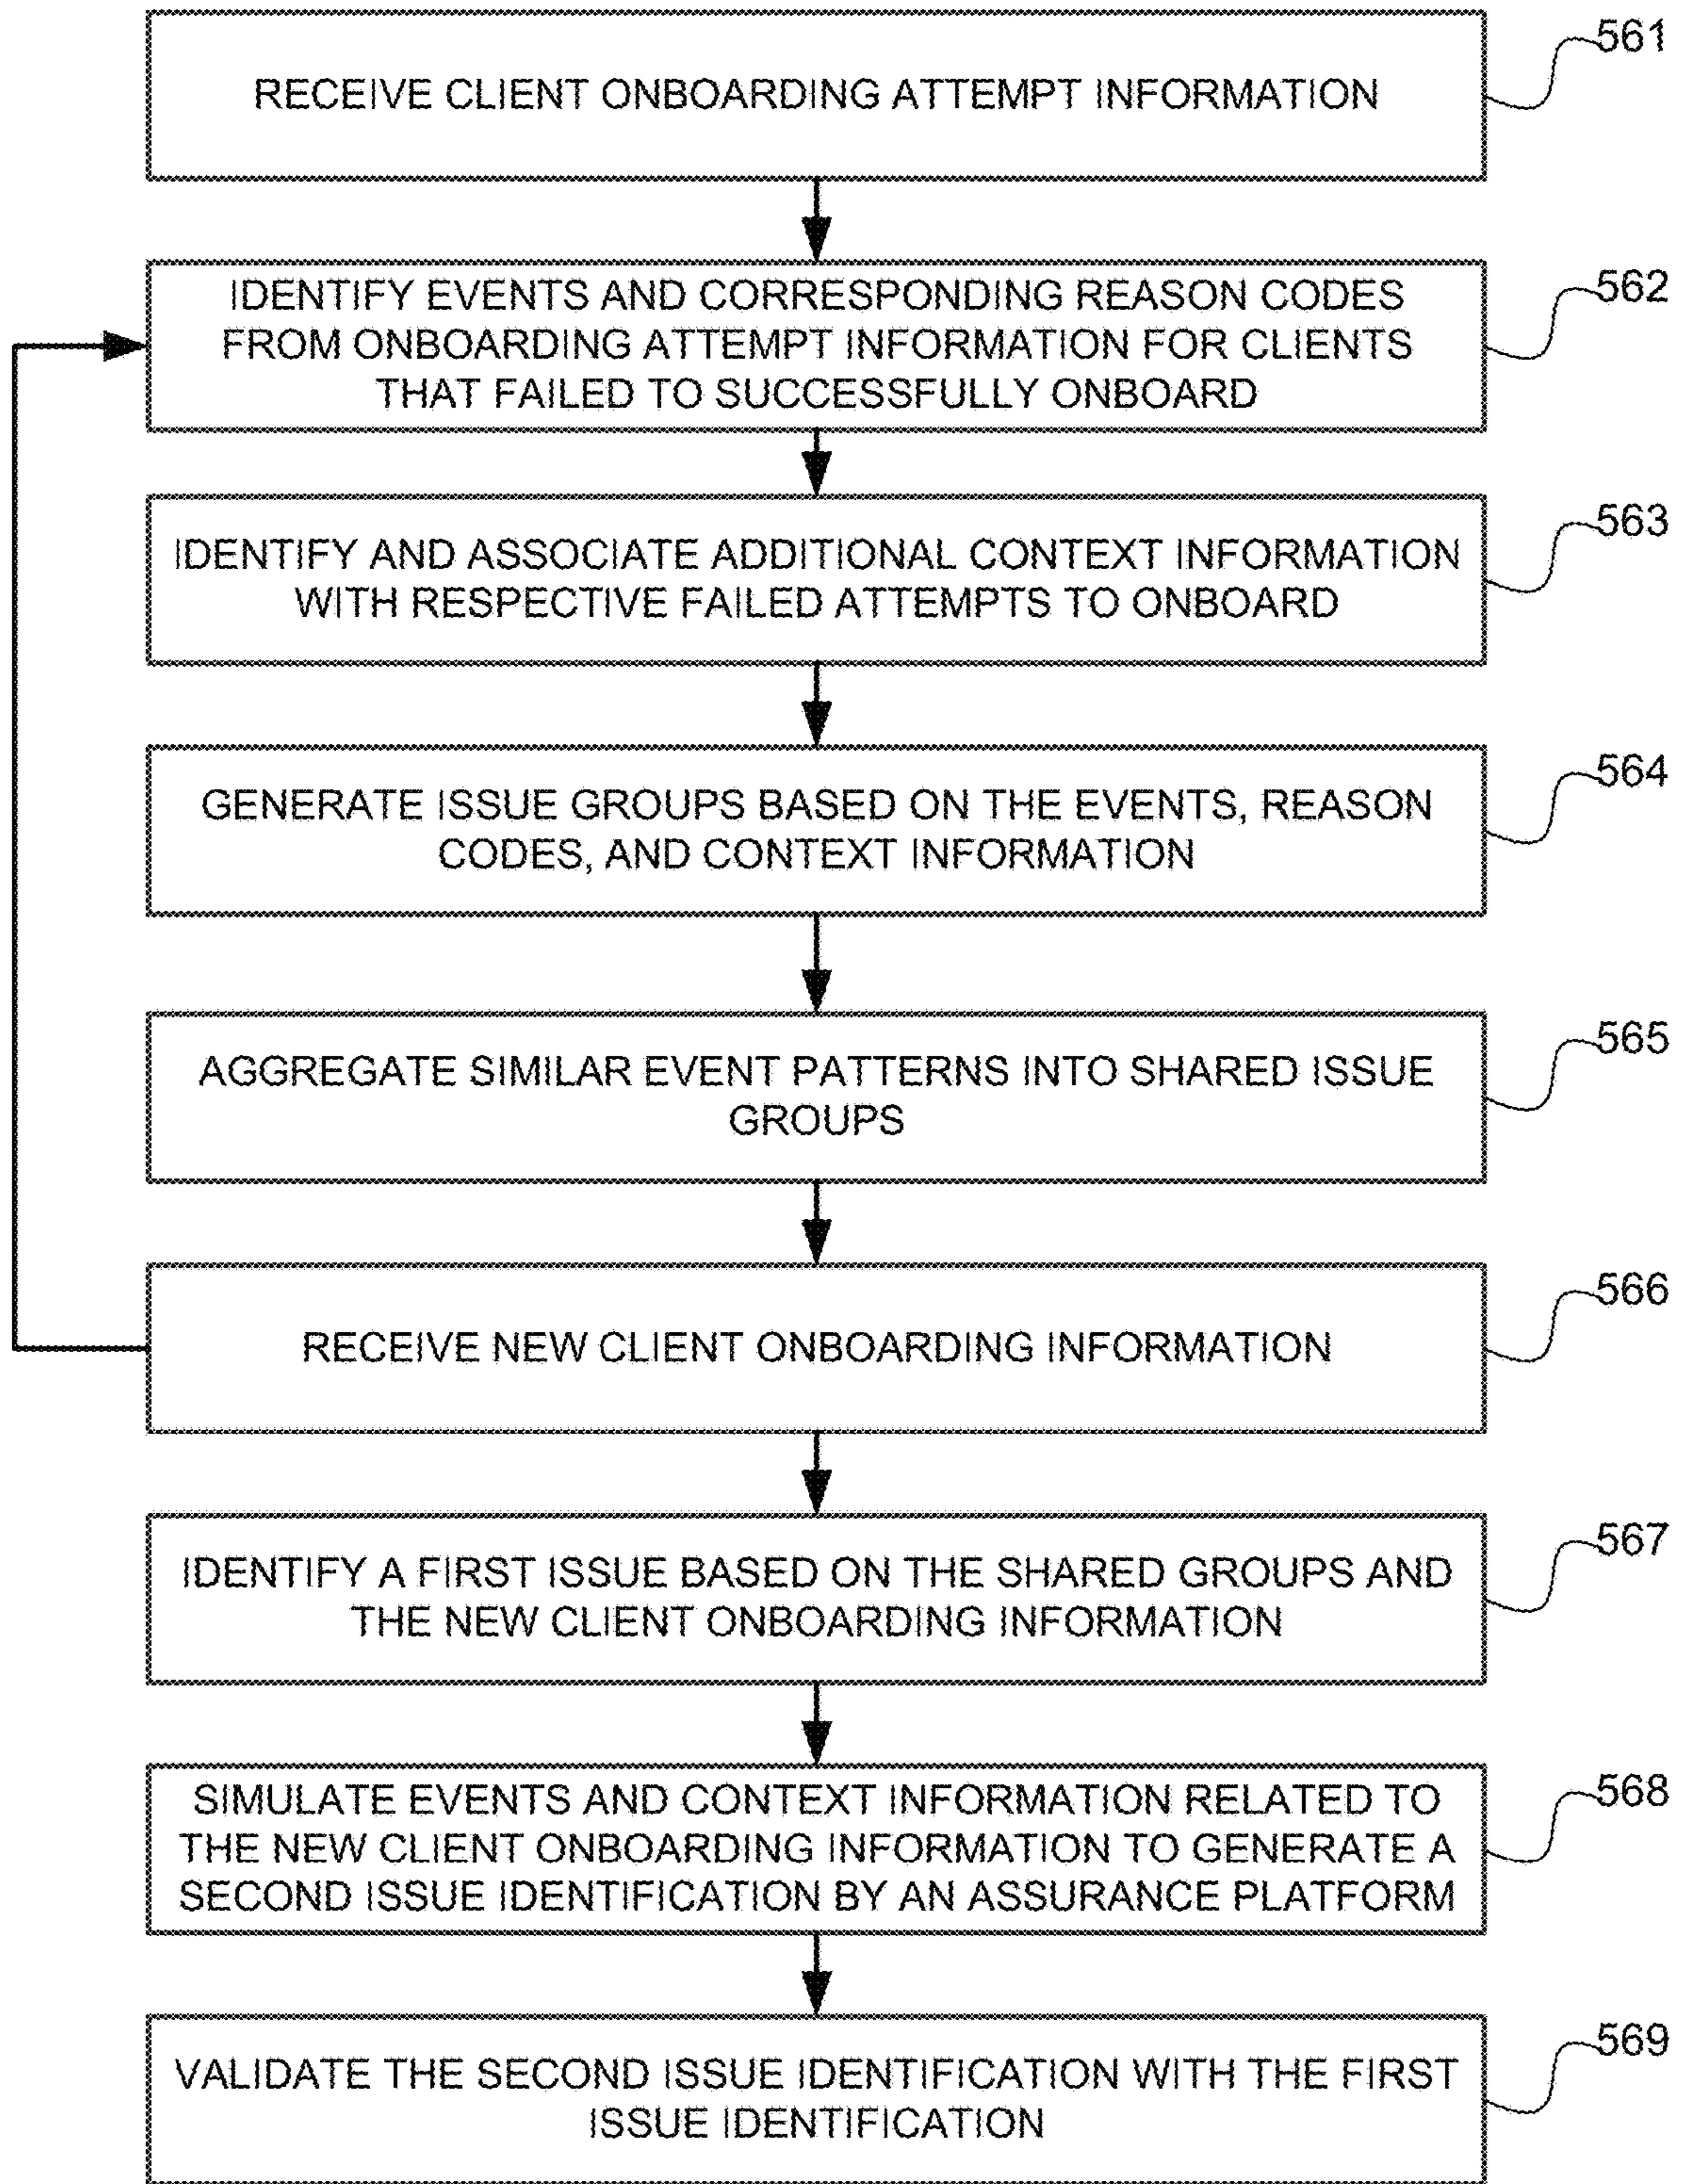 561
RECEIVE CLIENT ONBOARDING ATTEMPT INFORMATION
562
IDENTIFY EVENTS AND CORRESPONDING REASON CODES
FROM ONBOARDING ATTEMPT INFORMATION FOR CLIENTS
THAT FAILED TO SUCCESSFULLY ONBOARD
563
IDENTIFY AND ASSOCIATE ADDITIONAL CONTEXT INFORMATION
WITH RESPECTIVE FAILED ATTEMPTS TO ONBOARD
564
GENERATE ISSUE GROUPS BASED ON THE EVENTS, REASON
CODES, AND CONTEXT INFORMATION
565
AGGREGATE SIMILAR EVENT PATTERNS INTO SHARED ISSUE
GROUPS
566
RECEIVE NEW CLIENT ONBOARDING INFORMATION
567
IDENTIFY A FIRST ISSUE BASED ON THE SHARED GROUPS AND
THE NEW CLIENT ONBOARDING INFORMATION
568
SIMULATE EVENTS AND CONTEXT INFORMATION RELATED TO
THE NEW CLIENT ONBOARDING INFORMATION TO GENERATE A
SECOND ISSUE IDENTIFICATION BY AN ASSURANCE PLATFORM
569
VALIDATE THE SECOND ISSUE IDENTIFICATION WITH THE FIRST
ISSUE IDENTIFICATION